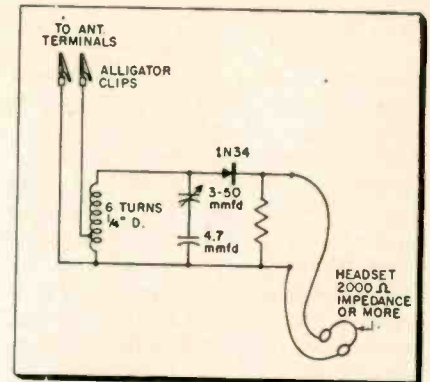 TO ANT.
TERMINALS
ALLIGATOR
CLIPS
1N34
3-50
mmfd
6 TURNS
1/4" D.
4.7
mmfd
HEADSET
2000 Ω
IMPEDANCE
OR MORE